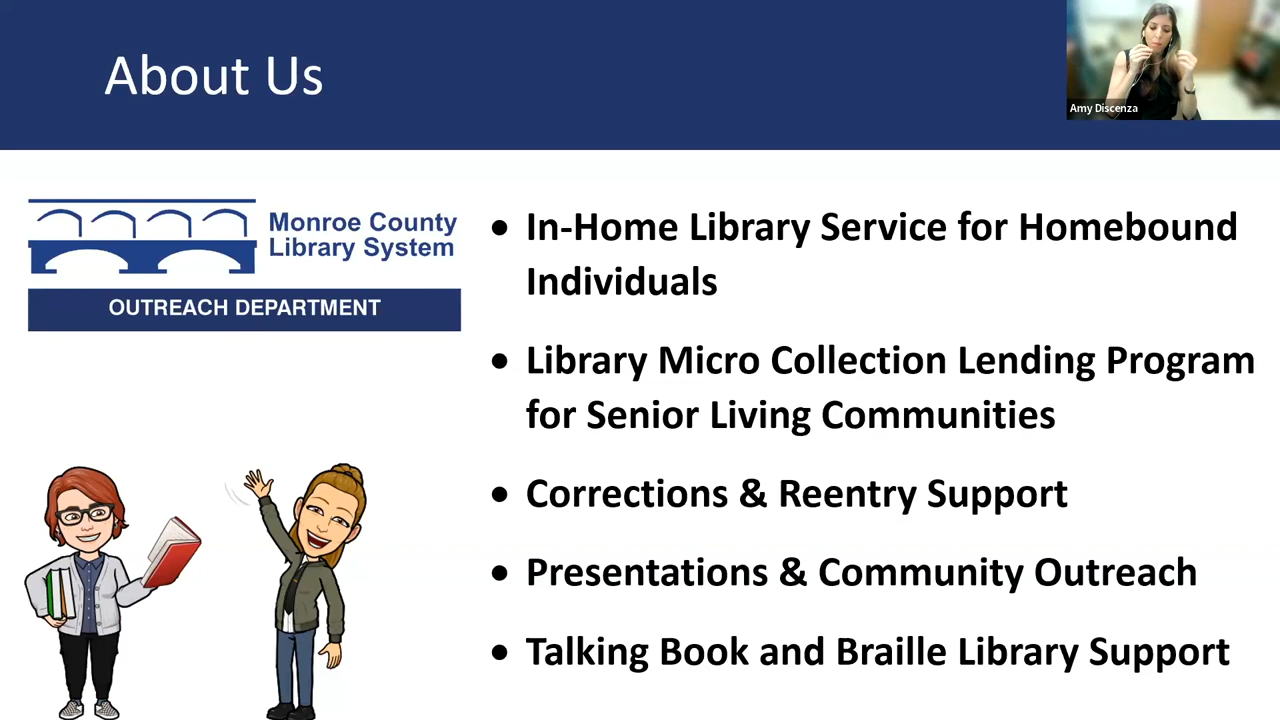 About Us
Amy Discenza
Monroe County
Library System
OUTREACH DEPARTMENT
• In-Home Library Service for Homebound
Individuals
• Library Micro Collection Lending Program
for Senior Living Communities
• Corrections & Reentry Support
• Presentations & Community Outreach
• Talking Book and Braille Library Support